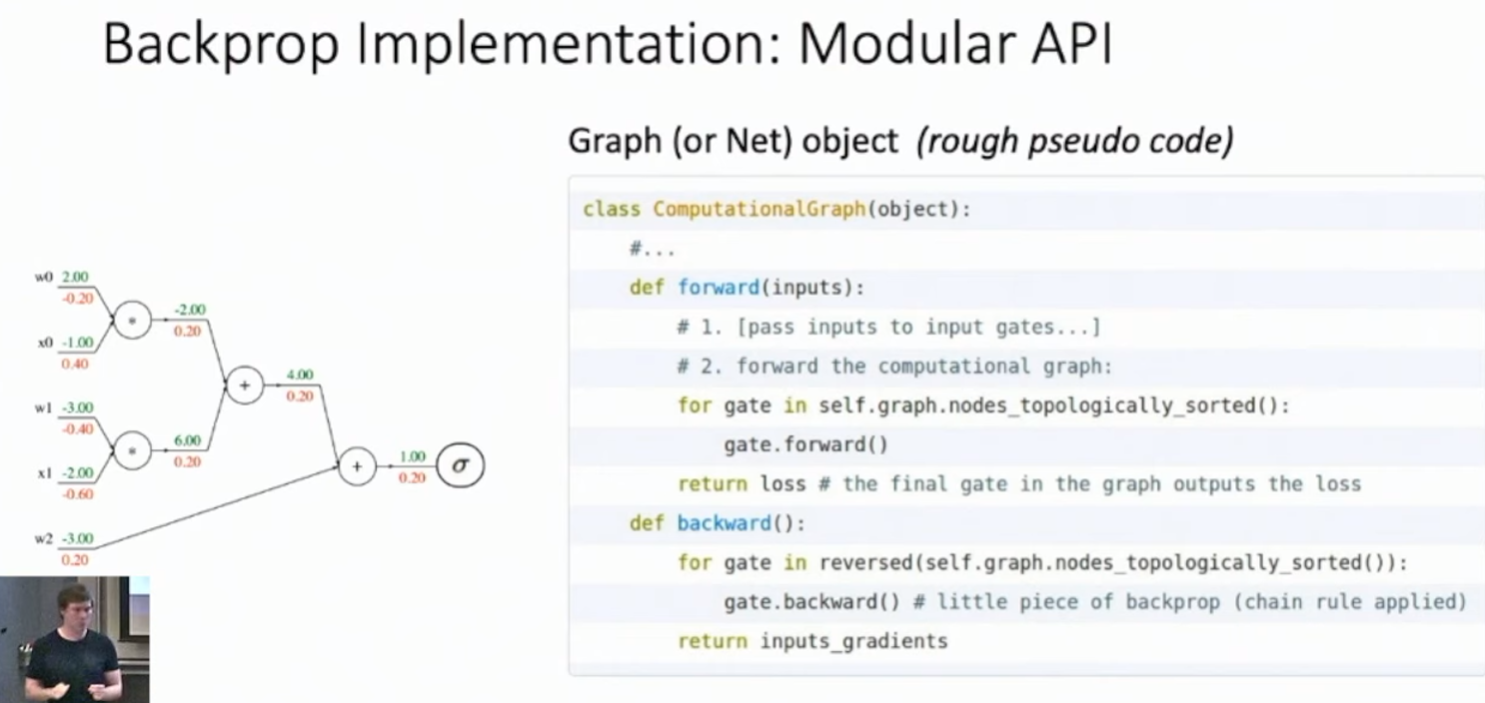 Backprop Implementation: Modular API
Graph (or Net) object (rough pseudo code)
class ComputationalGraph(object):
#...
def forward(inputs):
# 1. [pass inputs to input gates...]
# 2. forward the computational graph:
for gate in self.graph.nodes_topologically_sorted():
gate.forward()
return loss # the final gate in the graph outputs the loss
def backward():
for gate in reversed(self.graph.nodes_topologically_sorted()):
gate.backward() # little piece of backprop (chain rule applied)
return inputs_gradients
w0 2.00
-0.20
*
-2.00
0.20
x0 -1.00
0.40
+
4.00
0.20
w1 -3.00
-0.40
*
6.00
0.20
x1 -2.00
-0.60
+
1.00
0.20
σ
w2 -3.00
0.20